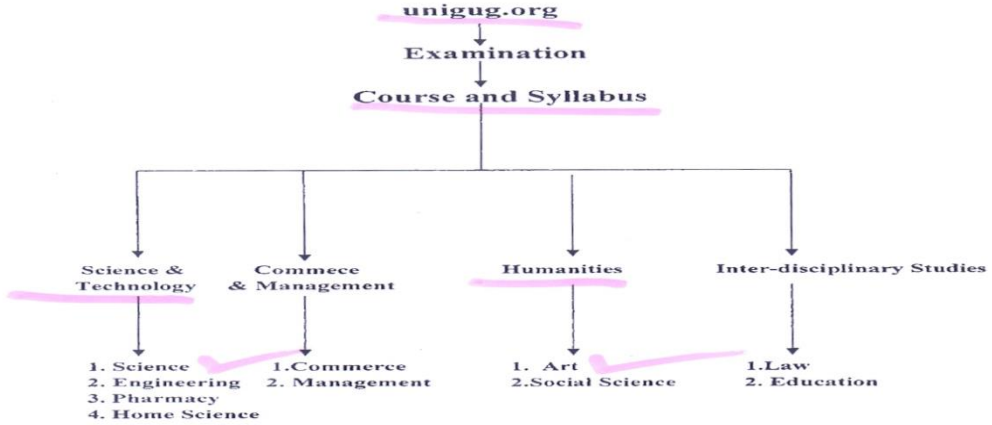 unigug.org
Examination
Course and Syllabus
Science &
Technology
Commece
& Management
Humanities
Inter-disciplinary Studies
1. Science
2. Engineering
3. Pharmacy
4. Home Science
1.Commerce
2. Management
1. Art
2.Social Science
1.Law
2. Education